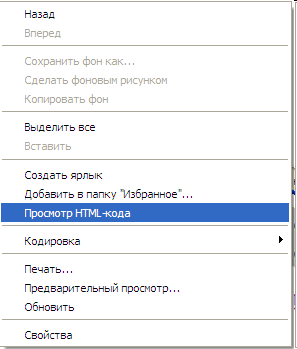 Назад
Вперед
Сохранить фон как...
Сделать фоновым рисунком
Копировать фон
Выделить все
Вставить
Создать ярлык
Добавить в папку "Избранное"...
Просмотр HTML-кода
Кодировка
Печать...
Предварительный просмотр...
Обновить
Свойства